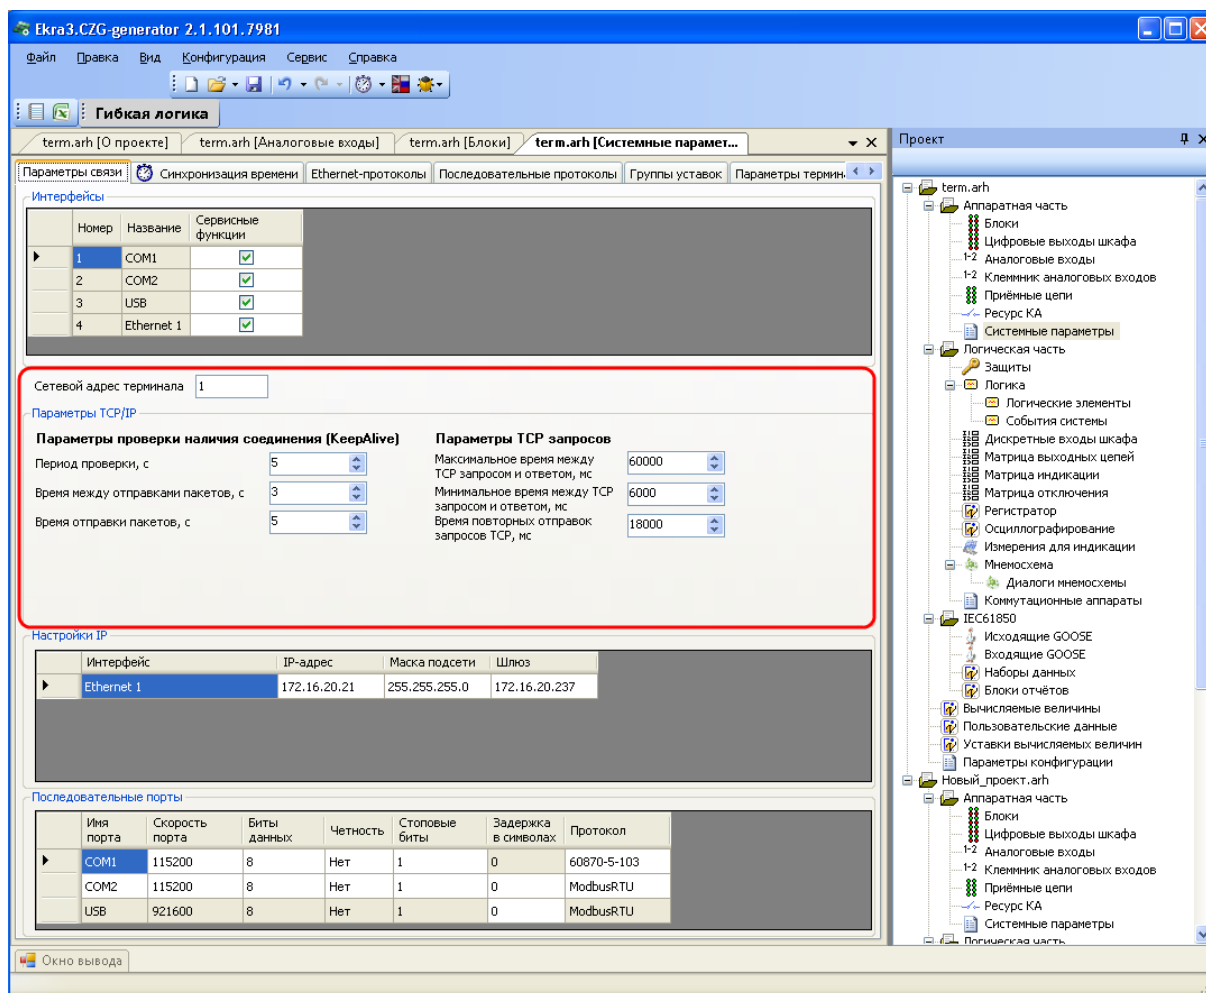 Ekra3.CZG-generator 2.1.101.7981
Файл Правка Вид Конфигурация Сервис Справка
Гибкая логика
term.arh [О проекте] term.arh [Аналоговые входы] term.arh [Блоки] term.arh [Системные парамет...
Параметры связи Синхронизация времени Ethernet-протоколы Последовательные протоколы Группы уставок Параметры термин
Интерфейсы
Номер Название Сервисные функции
1 COM1
2 COM2
3 USB
4 Ethernet 1
Сетевой адрес терминала 1
Параметры TCP/IP
Параметры проверки наличия соединения (KeepAlive) Параметры TCP запросов
Период проверки, с 5
Время между отправками пакетов, с 3
Время отправки пакетов, с 5
Максимальное время между
TCP запросом и ответом, мс 60000
Минимальное время между TCP
запросом и ответом, мс 6000
Время повторных отправок
запросов TCP, мс 18000
Настройки IP
Интерфейс IP-адрес Маска подсети Шлюз
Ethernet 1 172.16.20.21 255.255.255.0 172.16.20.237
Последовательные порты
Имя порта Скорость порта Биты данных Четность Стоповые биты Задержка в символах Протокол
COM1 115200 8 Нет 1 0 60870-5-103
COM2 115200 8 Нет 1 0 ModbusRTU
USB 921600 8 Нет 1 0 ModbusRTU
Окно вывода
Проект
term.arh
Аппаратная часть
Блоки
Цифровые выходы шкафа
1-2 Аналоговые входы
1-2 Клеммник аналоговых входов
Приёмные цепи
Ресурс КА
Системные параметры
Логическая часть
Защиты
Логика
Логические элементы
События системы
Дискретные входы шкафа
Матрица выходных цепей
Матрица индикации
Матрица отключения
Регистратор
Осциллографирование
Измерения для индикации
Мнемосхема
Диалоги мнемосхемы
Коммутационные аппараты
IEC61850
Исходящие GOOSE
Входящие GOOSE
Наборы данных
Блоки отчётов
Вычисляемые величины
Пользовательские данные
Уставки вычисляемых величин
Параметры конфигурации
Новый_проект.arh
Аппаратная часть
Блоки
Цифровые выходы шкафа
1-2 Аналоговые входы
1-2 Клеммник аналоговых входов
Приёмные цепи
Ресурс КА
Системные параметры
Логическая часть